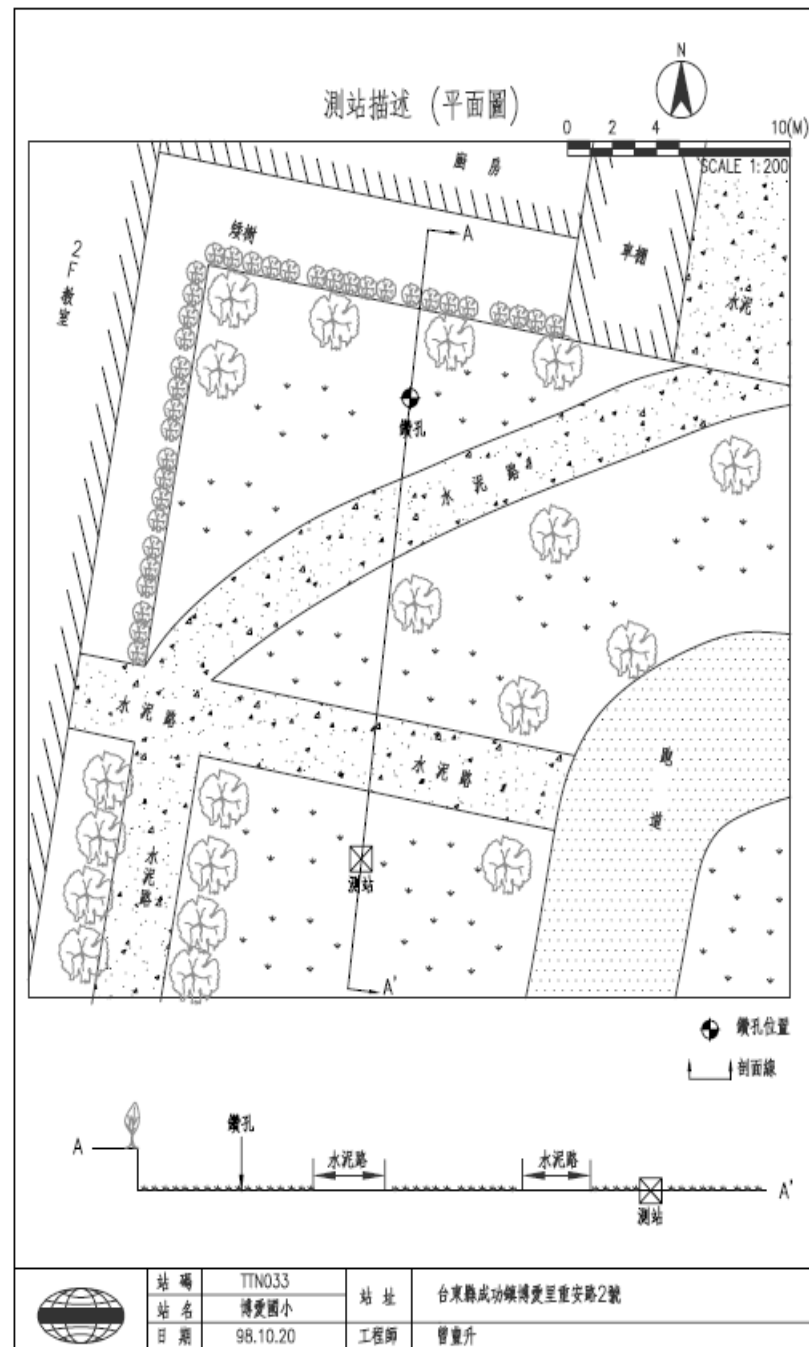 測站描述 (平面圖)
N
0 2 4 10(M)
SCALE 1:200
廚房
矮樹
A
車棚
2F教室
水泥
鑽孔
水泥路
水泥路
水泥路
跑道
水泥路
測站
A'
鑽孔位置
剖面線
鑽孔
A
水泥路
水泥路
A'
測站
站碼 TTN033
站址 台東縣成功鎮博愛里重安路2號
站名 博愛國小
日期 98.10.20
工程師